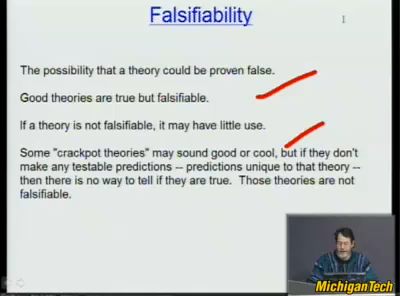 Falsifiability
The possibility that a theory could be proven false.
Good theories are true but falsifiable.
If a theory is not falsifiable, it may have little use.
Some "crackpot theories" may sound good or cool, but if they don't
make any testable predictions -- predictions unique to that theory --
then there is no way to tell if they are true.  Those theories are not
falsifiable.
MichiganTech